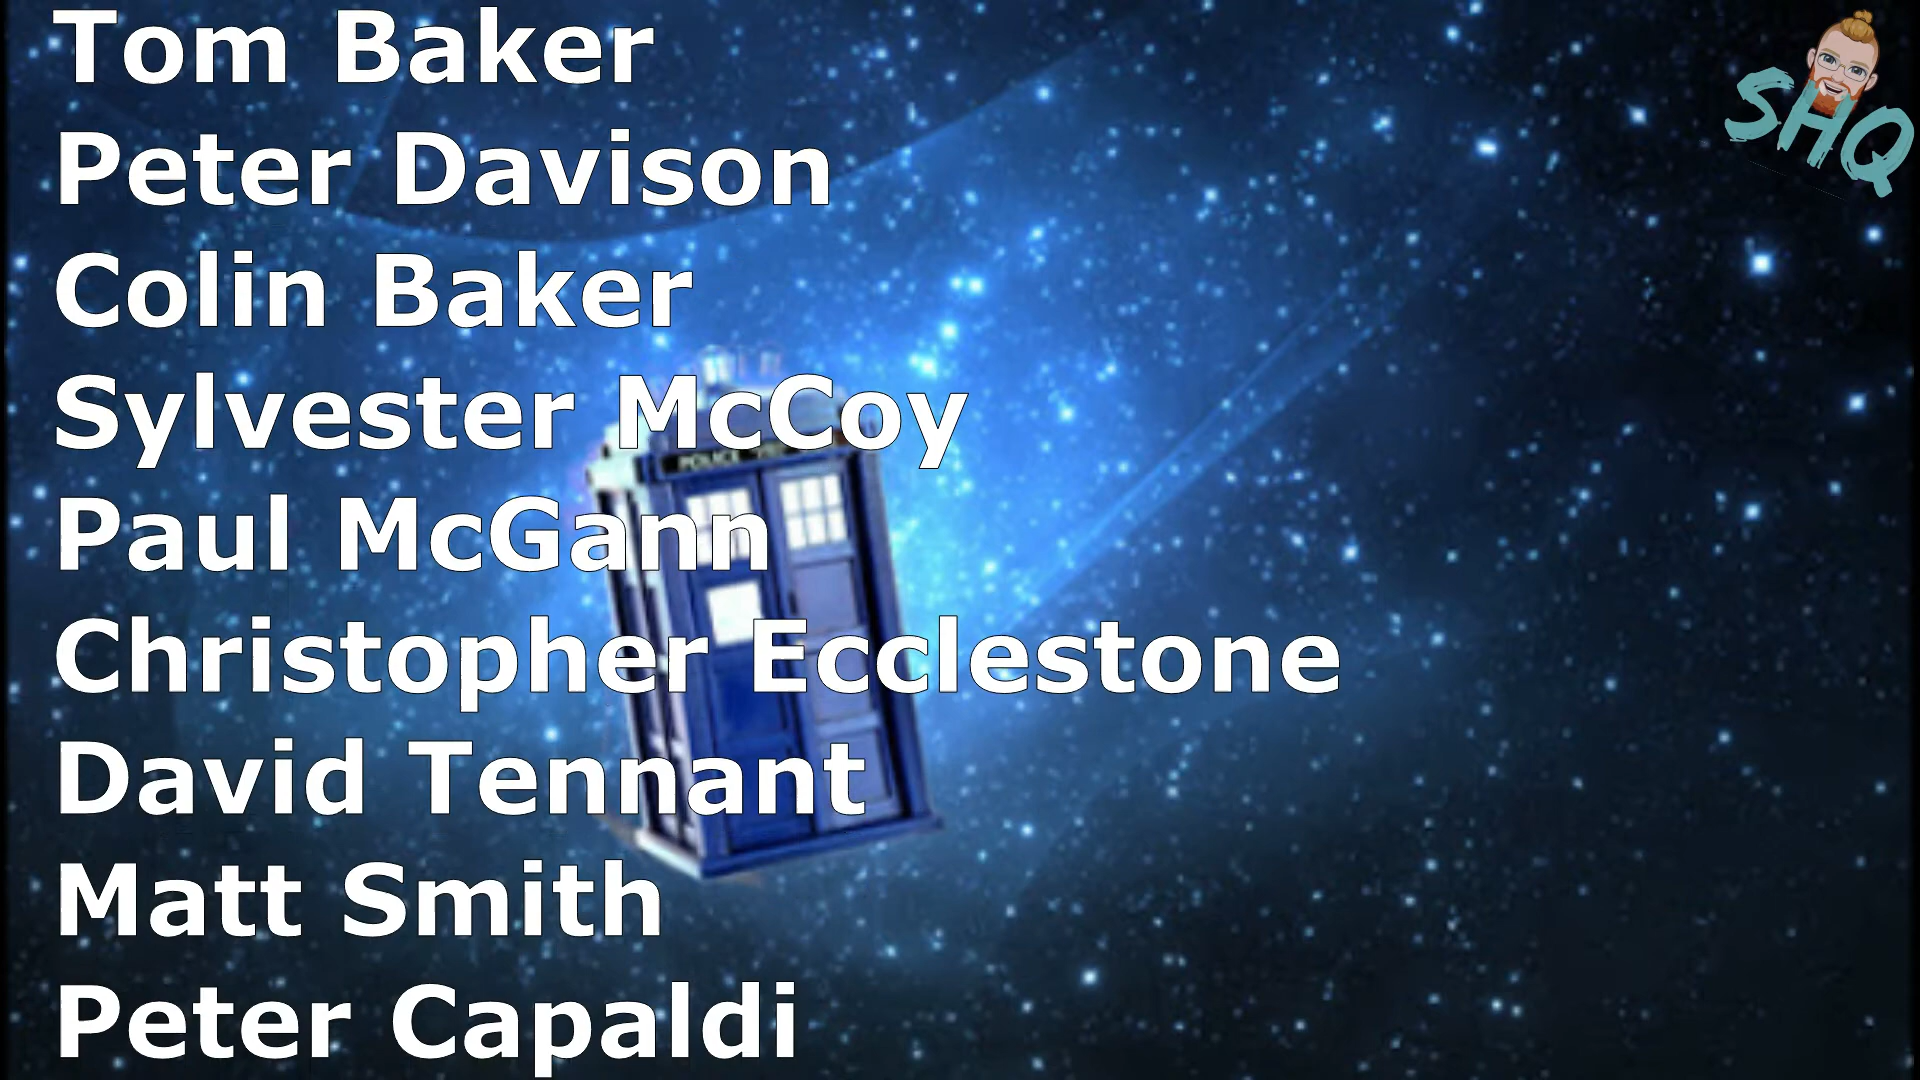 Tom Baker
SHQ
Peter Davison
Colin Baker
Sylvester McCoy
POLICE
Paul McGann
Christopher Ecclestone
David Tennant
Matt Smith
Peter Capaldi